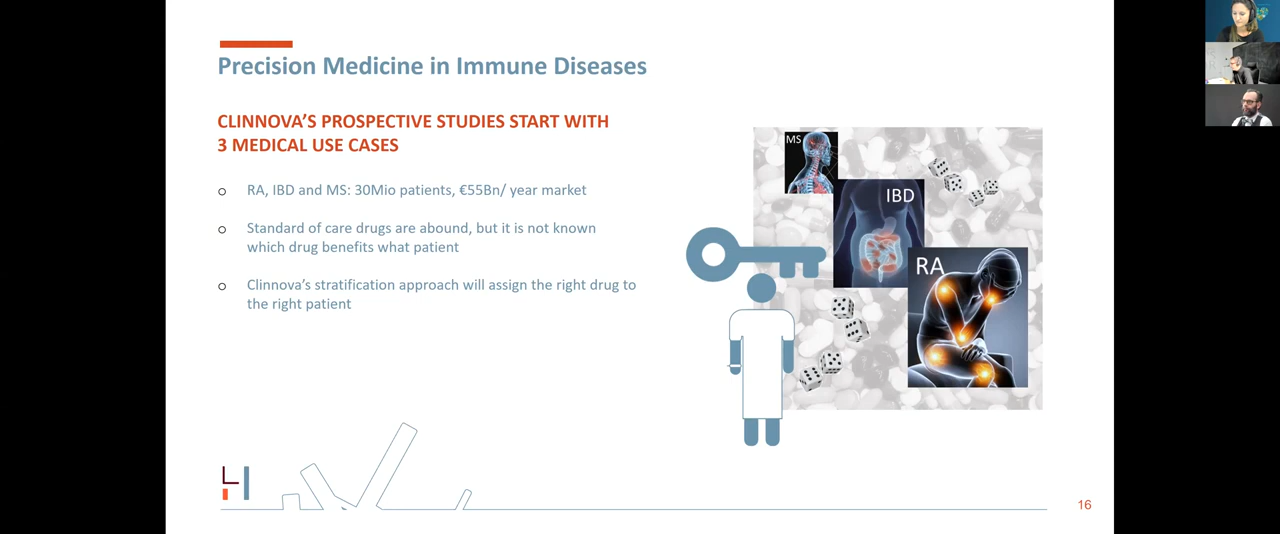 Precision Medicine in Immune Diseases
CLINNOVA'S PROSPECTIVE STUDIES START WITH
3 MEDICAL USE CASES
RA, IBD and MS: 30Mio patients, €55Bn/ year market
Standard of care drugs are abound, but it is not known
which drug benefits what patient
Clinnova's stratification approach will assign the right drug to
the right patient
MS
IBD
RA
16